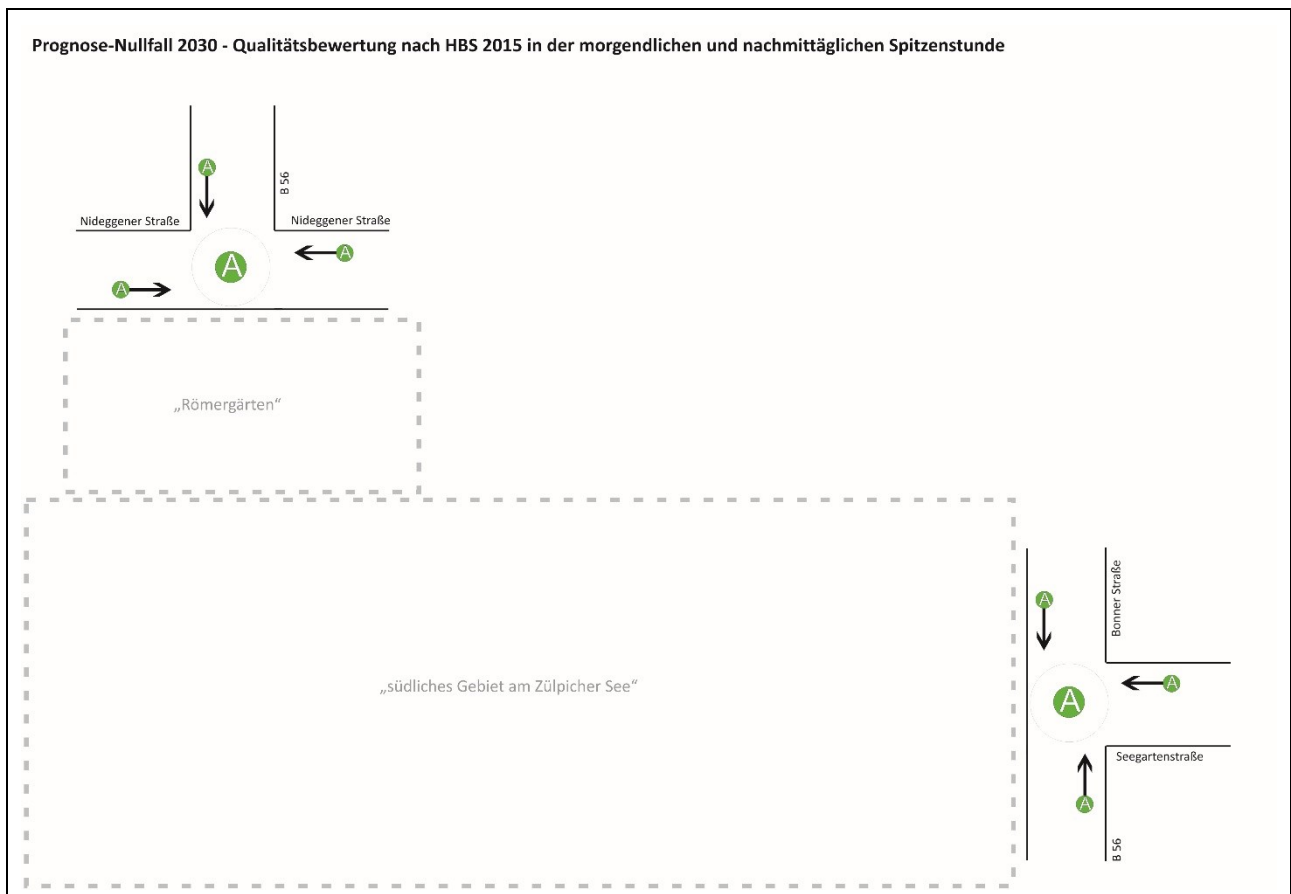 Prognose-Nullfall 2030 - Qualitätsbewertung nach HBS 2015 in der morgendlichen und nachmittäglichen Spitzenstunde
A
B 56
Nideggener Straße
Nideggener Straße
A
A
A
„Römergärten“
Bonner Straße
A
„südliches Gebiet am Zülpicher See“
A
A
Seegartenstraße
A
B 56